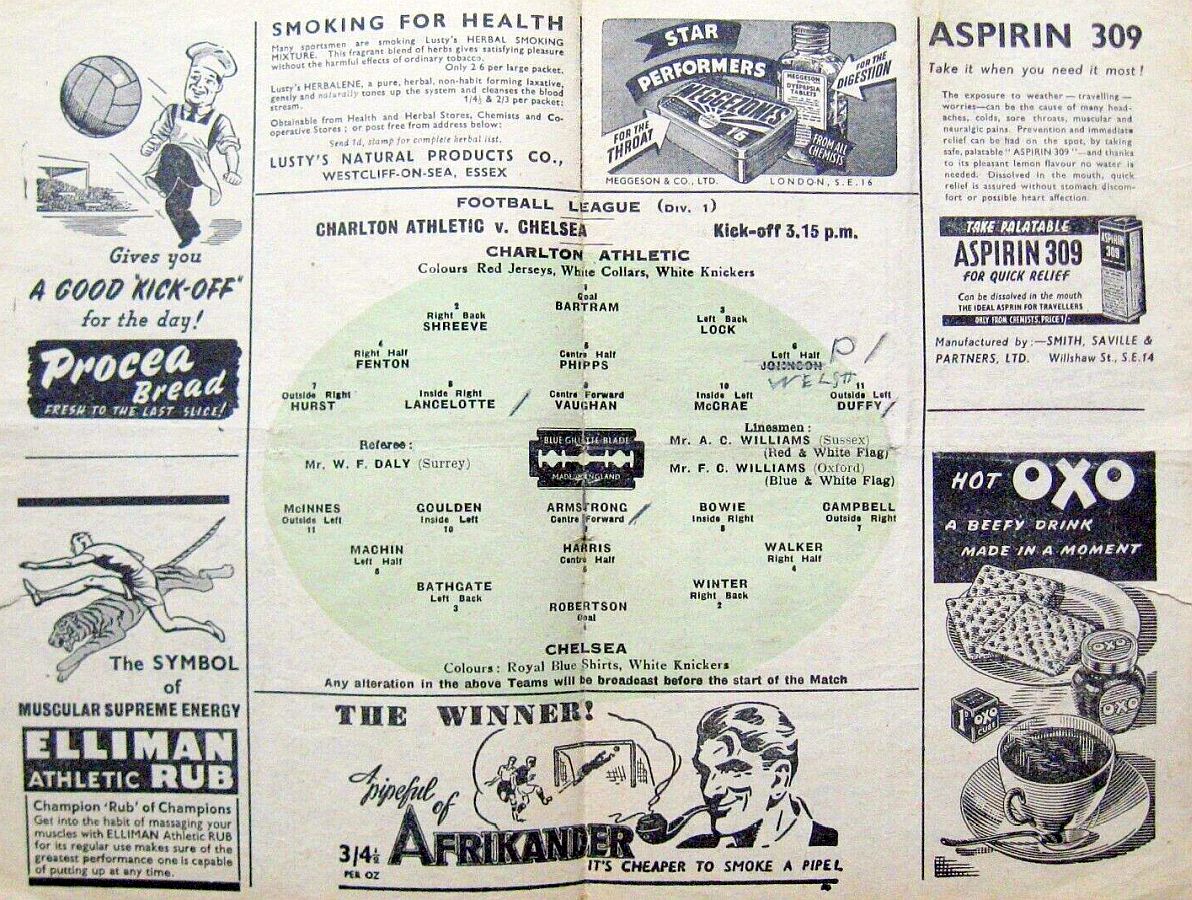 SMOKING FOR HEALTH
Many sportsmen are smoking Lusty's HERBAL SMOKING
MIXTURE. This fragrant blend of herbs gives satisfying pleasure
without the harmful effects of ordinary tobacco.
Only 2 6 per large packet.
Lusty's HERBALENE, a pure, herbal, non-habit forming laxative,
gently and naturally tones up the system and cleanses the blood
stream. 1/4½ & 2/3 per packet:
Obtainable from Health and Herbal Stores, Chemists and Co-
operative Stores; or post free from address below:
Send 1d, stamp for complete herbal list.
LUSTY'S NATURAL PRODUCTS CO.,
WESTCLIFF-ON-SEA, ESSEX
STAR
PERFORMERS
FOR THE
DIGESTION
MEGGESON
DYSPEPSIA
TABLETS
MEGGEZONES
FOR THE
THROAT
FROM ALL
CHEMISTS
MEGGESON & CO., LTD. LONDON, S.E.16
ASPIRIN 309
Take it when you need it most!
The exposure to weather — travelling —
worries—can be the cause of many head-
aches, colds, sore throats, muscular and
neuralgic pains. Prevention and immediate
relief can be had on the spot, by taking
safe, palatable "ASPIRIN 309"—and thanks
to its pleasant lemon flavour no water is
needed. Dissolved in the mouth, quick
relief is assured without stomach discom-
fort or possible heart affection.
TAKE PALATABLE
ASPIRIN 309
FOR QUICK RELIEF
Can be dissolved in the mouth
THE IDEAL ASPRIN FOR TRAVELLERS
ONLY FROM CHEMISTS, PRICE 1/-
ASPIRIN
309
Manufactured by :—SMITH, SAVILLE &
PARTNERS, LTD. Willshaw St., S.E.14
Gives you
A GOOD "KICK-OFF"
for the day!
Procea
Bread
FRESH TO THE LAST SLICE!
FOOTBALL LEAGUE (DIV. 1)
CHARLTON ATHLETIC v. CHELSEA Kick-off 3.15 p.m.
CHARLTON ATHLETIC
Colours Red Jerseys, White Collars, White Knickers
1
Goal
BARTRAM
2
Right Back
SHREEVE
3
Left Back
LOCK
4
Right Half
FENTON
5
Centre Half
PHIPPS
6
Left Half
JOHNSON
WELSH
7
Outside Right
HURST
8
Inside Right
LANCELOTTE
9
Centre Forward
VAUGHAN
10
Inside Left
McCRAE
11
Outside Left
DUFFY
Referee:
Mr. W. F. DALY (Surrey)
BLUE GILLETTE BLADE
MADE IN ENGLAND
Linesmen:
Mr. A. C. WILLIAMS (Sussex)
(Red & White Flag)
Mr. F. C. WILLIAMS (Oxford)
(Blue & White Flag)
McINNES
Outside Left
11
GOULDEN
Inside Left
10
ARMSTRONG
Centre Forward
9
BOWIE
Inside Right
8
CAMPBELL
Outside Right
7
MACHIN
Left Half
6
HARRIS
Centre Half
5
WALKER
Right Half
4
BATHGATE
Left Back
3
WINTER
Right Back
2
ROBERTSON
Goal
1
CHELSEA
Colours: Royal Blue Shirts, White Knickers
Any alteration in the above Teams will be broadcast before the start of the Match
The SYMBOL
of
MUSCULAR SUPREME ENERGY
ELLIMAN
ATHLETIC RUB
Champion 'Rub' of Champions
Get into the habit of massaging your
muscles with ELLIMAN Athletic RUB
for its regular use makes sure of the
greatest performance one is capable
of putting up at any time.
THE WINNER!
A pipeful
of
AFRIKANDER
3/4½
PER OZ
IT'S CHEAPER TO SMOKE A PIPE!
HOT OXO
A BEEFY DRINK
MADE IN A MOMENT
OXO
OXO
OXO
CUBE